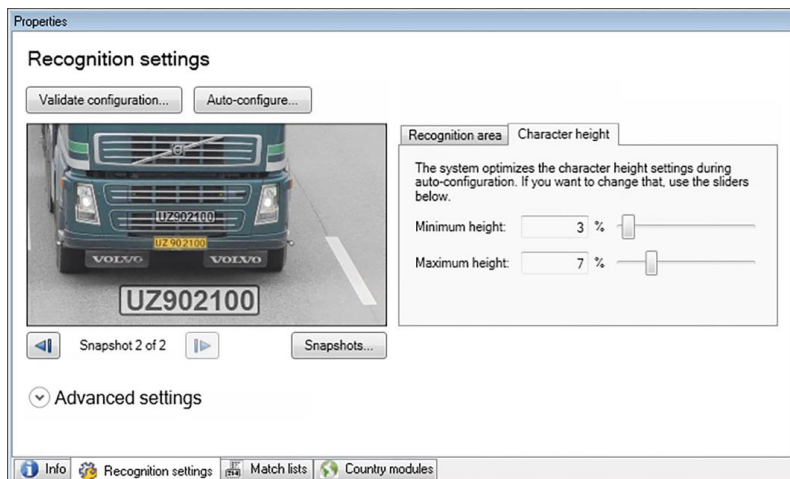 Properties
Recognition settings
Validate configuration...
Auto-configure...
UZ902100
UZ 902100
VOLVO VOLVO
UZ902100
Snapshot 2 of 2
Snapshots...
Recognition area
Character height
The system optimizes the character height settings during
auto-configuration. If you want to change that, use the sliders
below.
Minimum height: 3 %
Maximum height: 7 %
Advanced settings
Info
Recognition settings
Match lists
Country modules